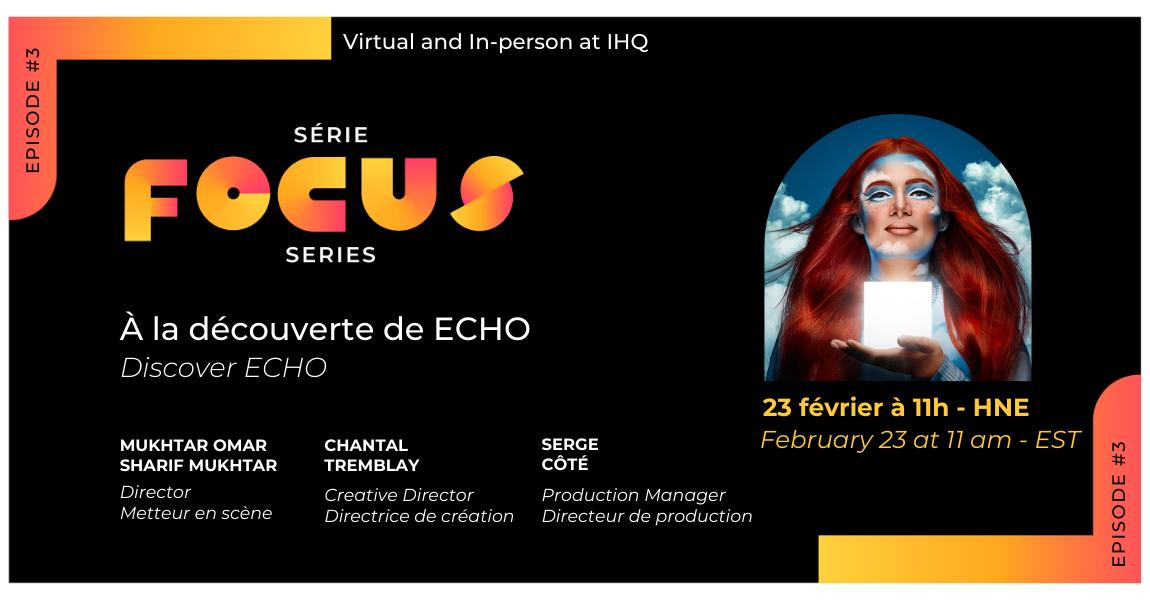 EPISODE #3
Virtual and In-person at IHQ
SÉRIE
FOCUS
SERIES
À la découverte de ECHO
Discover ECHO
23 février à 11h - HNE
February 23 at 11 am - EST
MUKHTAR OMAR
SHARIF MUKHTAR
Director
Metteur en scène
CHANTAL
TREMBLAY
Creative Director
Directrice de création
SERGE
CÔTÉ
Production Manager
Directeur de production
EPISODE #3